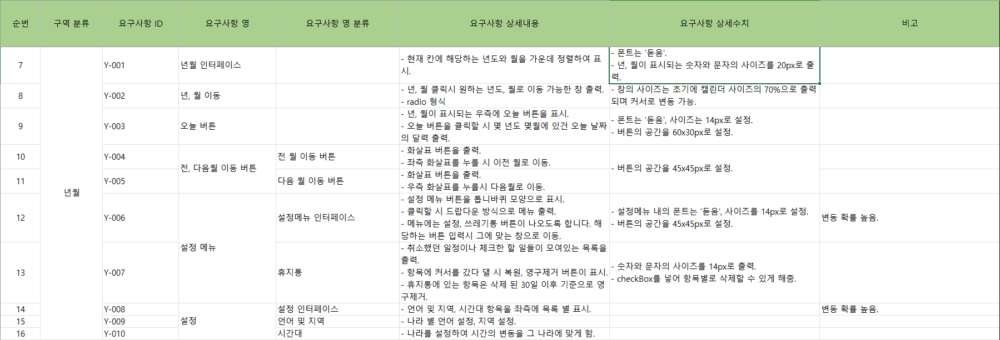 순번 구역 분류 요구사항 ID 요구사항 명 요구사항 명 분류 요구사항 상세내용 요구사항 상세수치 비고
년월
7 Y-001 년월 인터페이스
- 현재 칸에 해당하는 년도와 월을 가운데 정렬하여 표
시.
- 폰트는 '돋움'.
- 년, 월이 표시되는 숫자와 문자의 사이즈를 20px로 출
력.
8 Y-002 년, 월 이동
- 년, 월 클릭시 원하는 년도, 월로 이동 가능한 창 출력.
- radio 형식
- 창의 사이즈는 초기에 캘린더 사이즈의 70%으로 출력
되며 커서로 변동 가능.
9 Y-003 오늘 버튼
- 년, 월이 표시되는 우측에 오늘 버튼을 표시.
- 오늘 버튼을 클릭할 시 몇 년도 몇월에 있건 오늘 날짜
의 달력 출력.
- 폰트는 '돋움', 사이즈는 14px로 설정.
- 버튼의 공간을 60x30px로 설정.
10 Y-004 전, 다음월 이동 버튼 전 월 이동 버튼
- 화살표 버튼을 출력.
- 좌측 화살표를 누를 시 이전 월로 이동.
- 버튼의 공간을 45x45px로 설정.
11 Y-005 다음 월 이동 버튼
- 화살표 버튼을 출력.
- 우측 화살표를 누를시 다음월로 이동.
12 Y-006 설정 메뉴 설정메뉴 인터페이스
- 설정 메뉴 버튼을 톱니바퀴 모양으로 표시.
- 클릭할 시 드랍다운 방식으로 메뉴 출력.
- 메뉴에는 설정, 쓰레기통 버튼이 나오도록 합니다. 해
당하는 버튼 입력시 그에 맞는 창으로 이동.
- 설정메뉴 내의 폰트는 '돋움', 사이즈를 14px로 설정.
- 버튼의 공간을 45x45px로 설정.
변동 확률 높음.
13 Y-007 휴지통
- 취소했던 일정이나 체크한 할 일들이 모여있는 목록을
출력.
- 항목에 커서를 갔다 댈 시 복원, 영구제거 버튼이 표시.
- 휴지통에 있는 항목은 삭제 된 30일 이후 기준으로 영
구제거.
- 숫자와 문자의 사이즈를 14px로 출력.
- checkBox를 넣어 항목별로 삭제할 수 있게 해줌.
14 Y-008 설정 설정 인터페이스 - 언어 및 지역, 시간대 항목을 좌측에 목록 별 표시. 변동 확률 높음.
15 Y-009 언어 및 지역 - 나라 별 언어 설정, 지역 설정.
16 Y-010 시간대 - 나라를 설정하여 시간의 변동을 그 나라에 맞게 함.